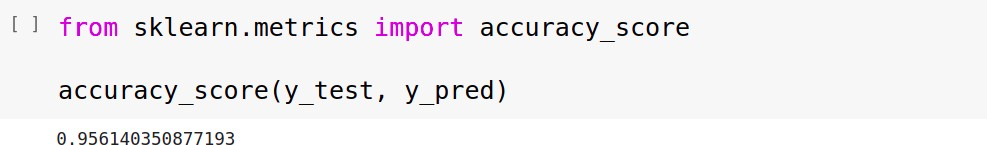 [ ] from sklearn.metrics import accuracy_score
accuracy_score(y_test, y_pred)
0.956140350877193